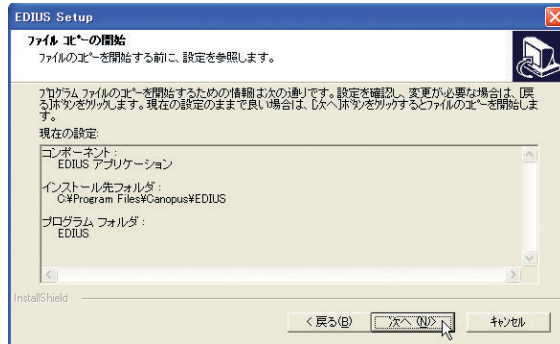 EDIUS Setup
ファイル コピーの開始
ファイルのコピーを開始する前に、設定を参照します。
プログラム ファイルのコピーを開始するための情報は次の通りです。設定を確認し、変更が必要な場合は、[戻
る]ボタンをクリックします。現在の設定のままで良い場合は、[次へ]ボタンをクリックするとファイルのコピーを開始しま
す。
現在の設定:
コンポーネント:
EDIUS アプリケーション
インストール先フォルダ:
C:¥Program Files¥Canopus¥EDIUS
プログラム フォルダ:
EDIUS
InstallShield
< 戻る(B)
次へ (N)>
キャンセル